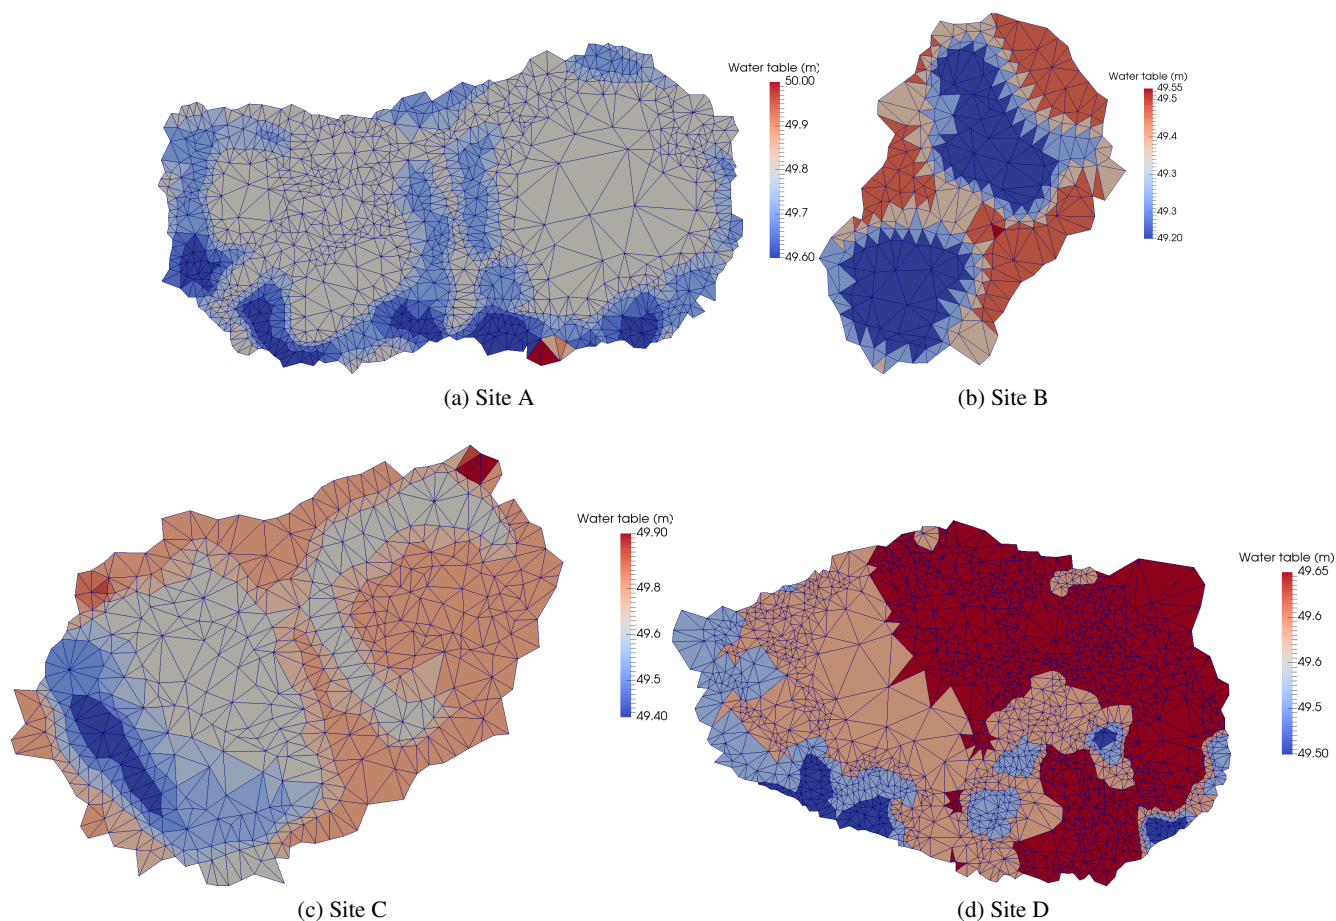 Water table (m)
50.00
49.9
49.8
49.7
49.60
(a) Site A
Water table (m)
49.55
49.5
49.4
49.3
49.3
49.20
(b) Site B
Water table (m)
49.90
49.8
49.6
49.5
49.40
(c) Site C
Water table (m)
49.65
49.6
49.6
49.5
49.50
(d) Site D